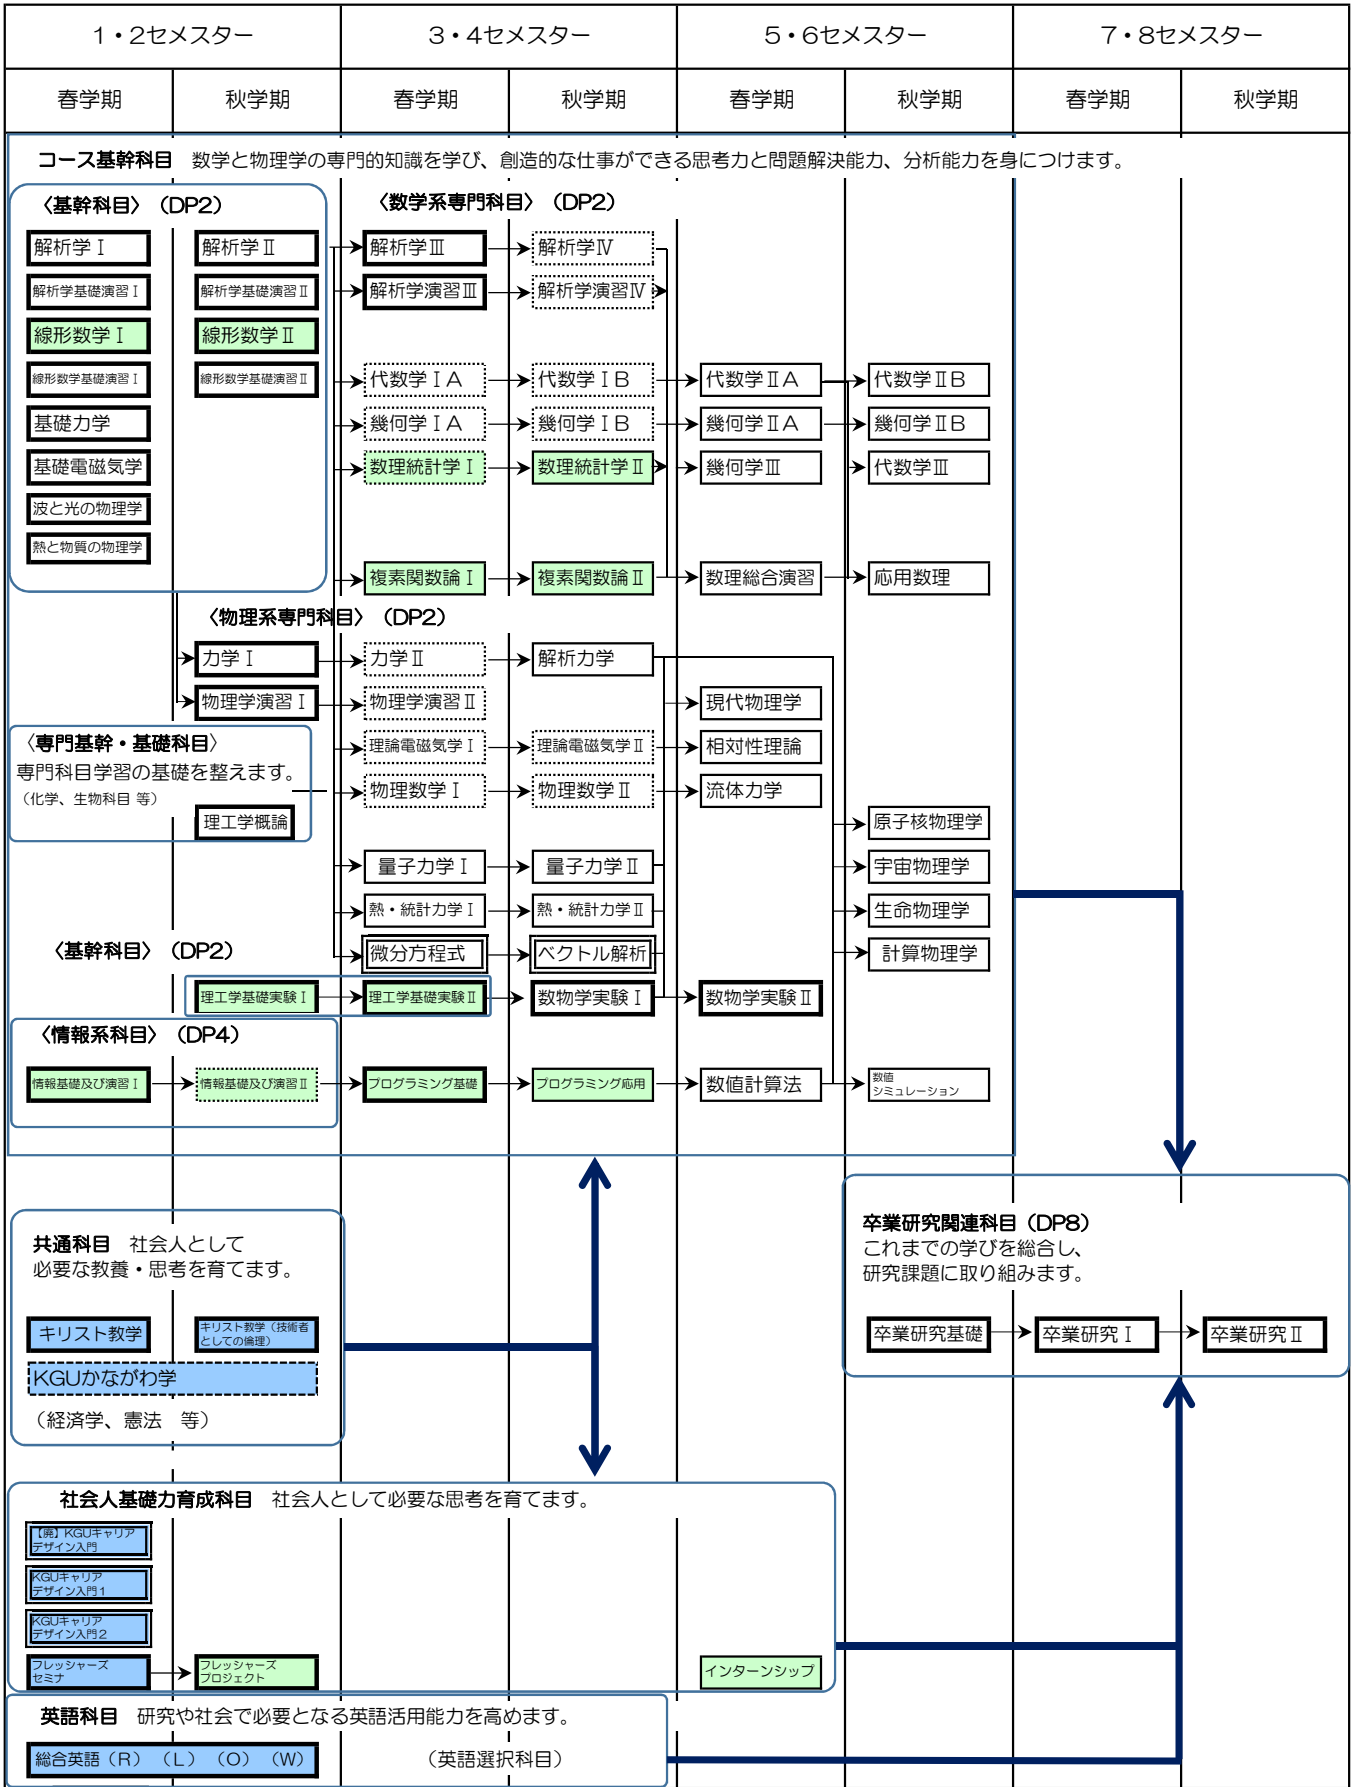 1・2セメスター 3・4セメスター 5・6セメスター 7・8セメスター
春学期 秋学期 春学期 秋学期 春学期 秋学期 春学期 秋学期
コース基幹科目 数学と物理学の専門的知識を学び、創造的な仕事ができる思考力と問題解決能力、分析能力を身につけます。
〈基幹科目〉（DP2） 〈数学系専門科目〉（DP2）
解析学Ⅰ 解析学Ⅱ 解析学Ⅲ 解析学Ⅳ
解析学基礎演習Ⅰ 解析学基礎演習Ⅱ 解析学演習Ⅲ 解析学演習Ⅳ
線形数学Ⅰ 線形数学Ⅱ
線形数学基礎演習Ⅰ 線形数学基礎演習Ⅱ 代数学ⅠA 代数学ⅠB 代数学ⅡA 代数学ⅡB
基礎力学 幾何学ⅠA 幾何学ⅠB 幾何学ⅡA 幾何学ⅡB
基礎電磁気学 数理統計学Ⅰ 数理統計学Ⅱ 幾何学Ⅲ 代数学Ⅲ
波と光の物理学
熱と物質の物理学
複素関数論Ⅰ 複素関数論Ⅱ 数理総合演習 応用数理
〈物理系専門科目〉（DP2）
力学Ⅰ 力学Ⅱ 解析力学
物理学演習Ⅰ 物理学演習Ⅱ 現代物理学
〈専門基幹・基礎科目〉 理論電磁気学Ⅰ 理論電磁気学Ⅱ 相対性理論
専門科目学習の基礎を整えます。
（化学、生物科目 等） 物理数学Ⅰ 物理数学Ⅱ 流体力学
理工学概論 原子核物理学
量子力学Ⅰ 量子力学Ⅱ 宇宙物理学
熱・統計力学Ⅰ 熱・統計力学Ⅱ 生命物理学
〈基幹科目〉（DP2） 微分方程式 ベクトル解析 計算物理学
理工学基礎実験Ⅰ 理工学基礎実験Ⅱ 数物学実験Ⅰ 数物学実験Ⅱ
〈情報系科目〉（DP4）
情報基礎及び演習Ⅰ 情報基礎及び演習Ⅱ プログラミング基礎 プログラミング応用 数値計算法 数値
シミュレーション
卒業研究関連科目（DP8）
これまでの学びを総合し、
研究課題に取り組みます。
卒業研究基礎 卒業研究Ⅰ 卒業研究Ⅱ
共通科目 社会人として
必要な教養・思考を育てます。
キリスト教学 キリスト教学（技術者
としての倫理）
KGUかながわ学
（経済学、憲法 等）
社会人基礎力育成科目 社会人として必要な思考を育てます。
【廃】KGUキャリア
デザイン入門
KGUキャリア
デザイン入門1
KGUキャリア
デザイン入門2
フレッシャーズ
セミナ
フレッシャーズ
プロジェクト
インターンシップ
英語科目 研究や社会で必要となる英語活用能力を高めます。
総合英語（R）（L）（O）（W） （英語選択科目）